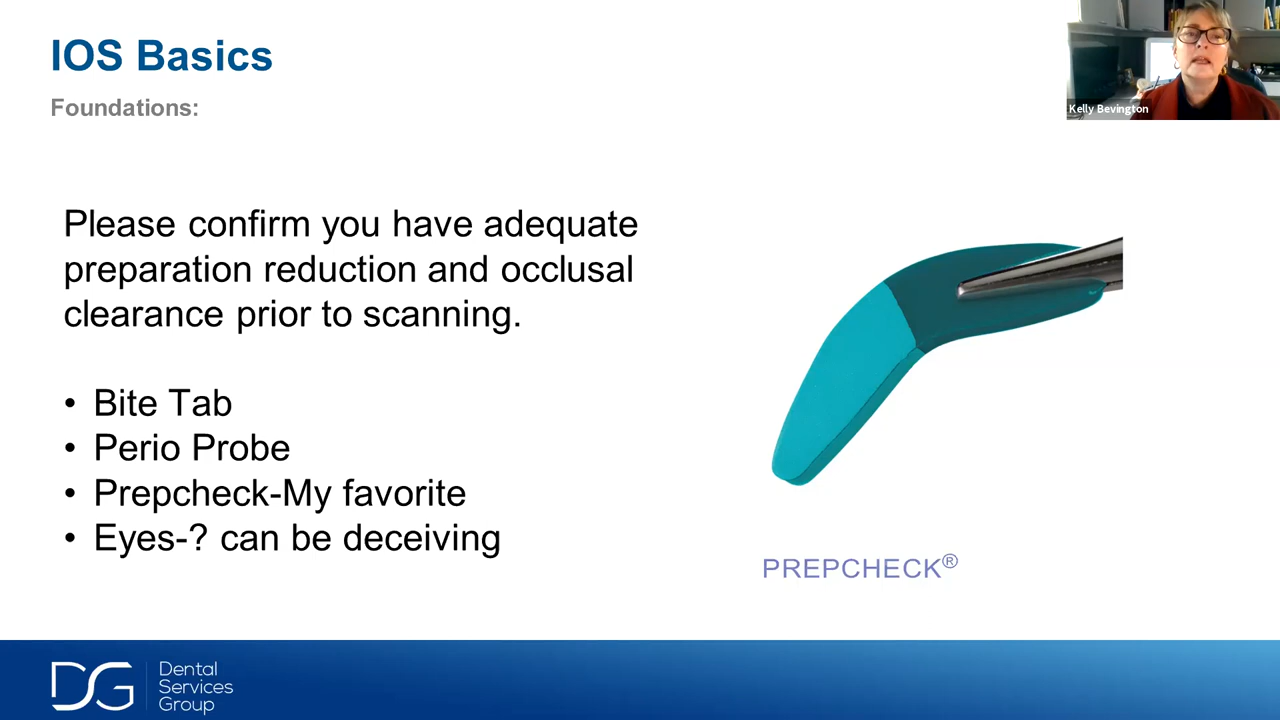 IOS Basics
Foundations:
Kelly Bevington
Please confirm you have adequate
preparation reduction and occlusal
clearance prior to scanning.
• Bite Tab
• Perio Probe
• Prepcheck-My favorite
• Eyes-? can be deceiving
PREPCHECK®
DSG
Dental
Services
Group